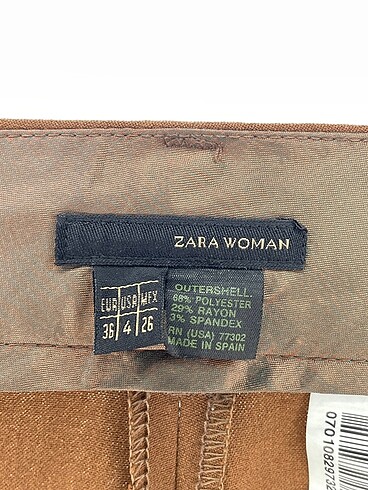 ZARA WOMAN
EUR USA MEX
36 4 26
OUTERSHELL.
68% POLYESTER
29% RAYON
3% SPANDEX
RN (USA) 77302
MADE IN SPAIN
07010829732